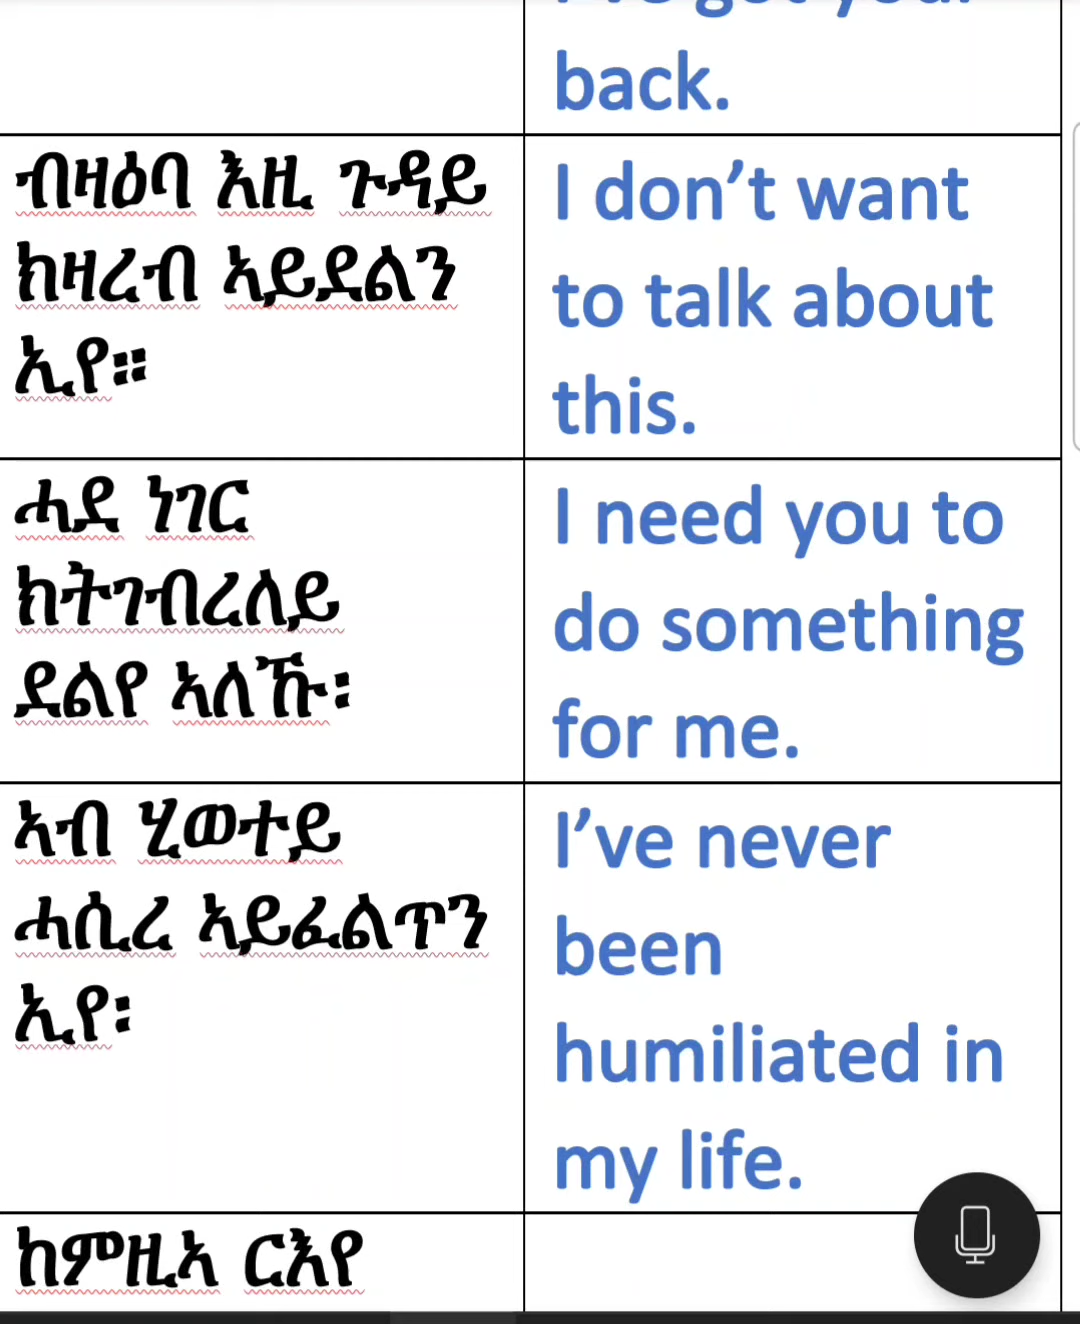 back.
ብዛዕባ እዚ ጉዳይ
ክዛረብ ኣይደልን
ኢየ።
I don’t want
to talk about
this.
ሓደ ነገር
ክትገብረለይ
ደልየ ኣለኹ፡
I need you to
do something
for me.
ኣብ ሂወተይ
ሓሲረ ኣይፈልጥን
ኢየ፡
I’ve never
been
humiliated in
my life.
ከምዚኣ ርእየ